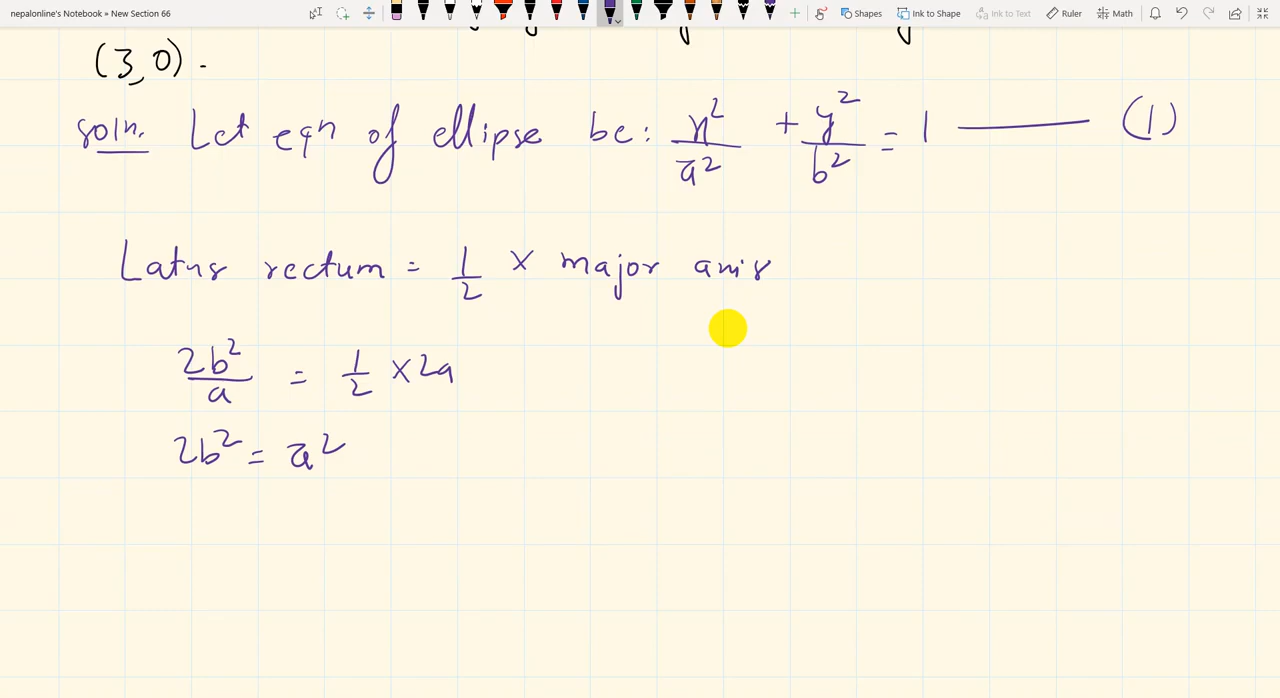 nepalonline's Notebook » New Section 66
Shapes Ink to Shape Ink to Text Ruler Math
(3,0).
soln. Let eqn of ellipse be: x²/a² + y²/b² = 1 ——— (1)
Latus rectum = 1/2 × major axis
2b²/a = 1/2 × 2a
2b² = a²